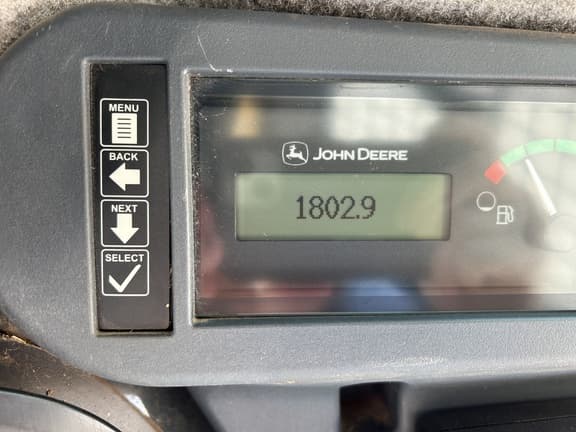 MENU
BACK
NEXT
SELECT
JOHN DEERE
1802.9